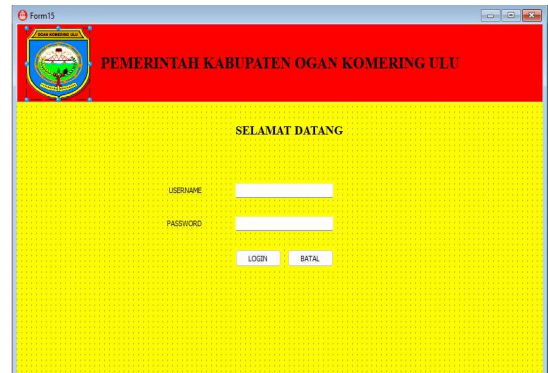 Form15
OGAN KOMERING ULU
PEMERINTAH KABUPATEN OGAN KOMERING ULU
SELAMAT DATANG
USERNAME
PASSWORD
LOGIN BATAL